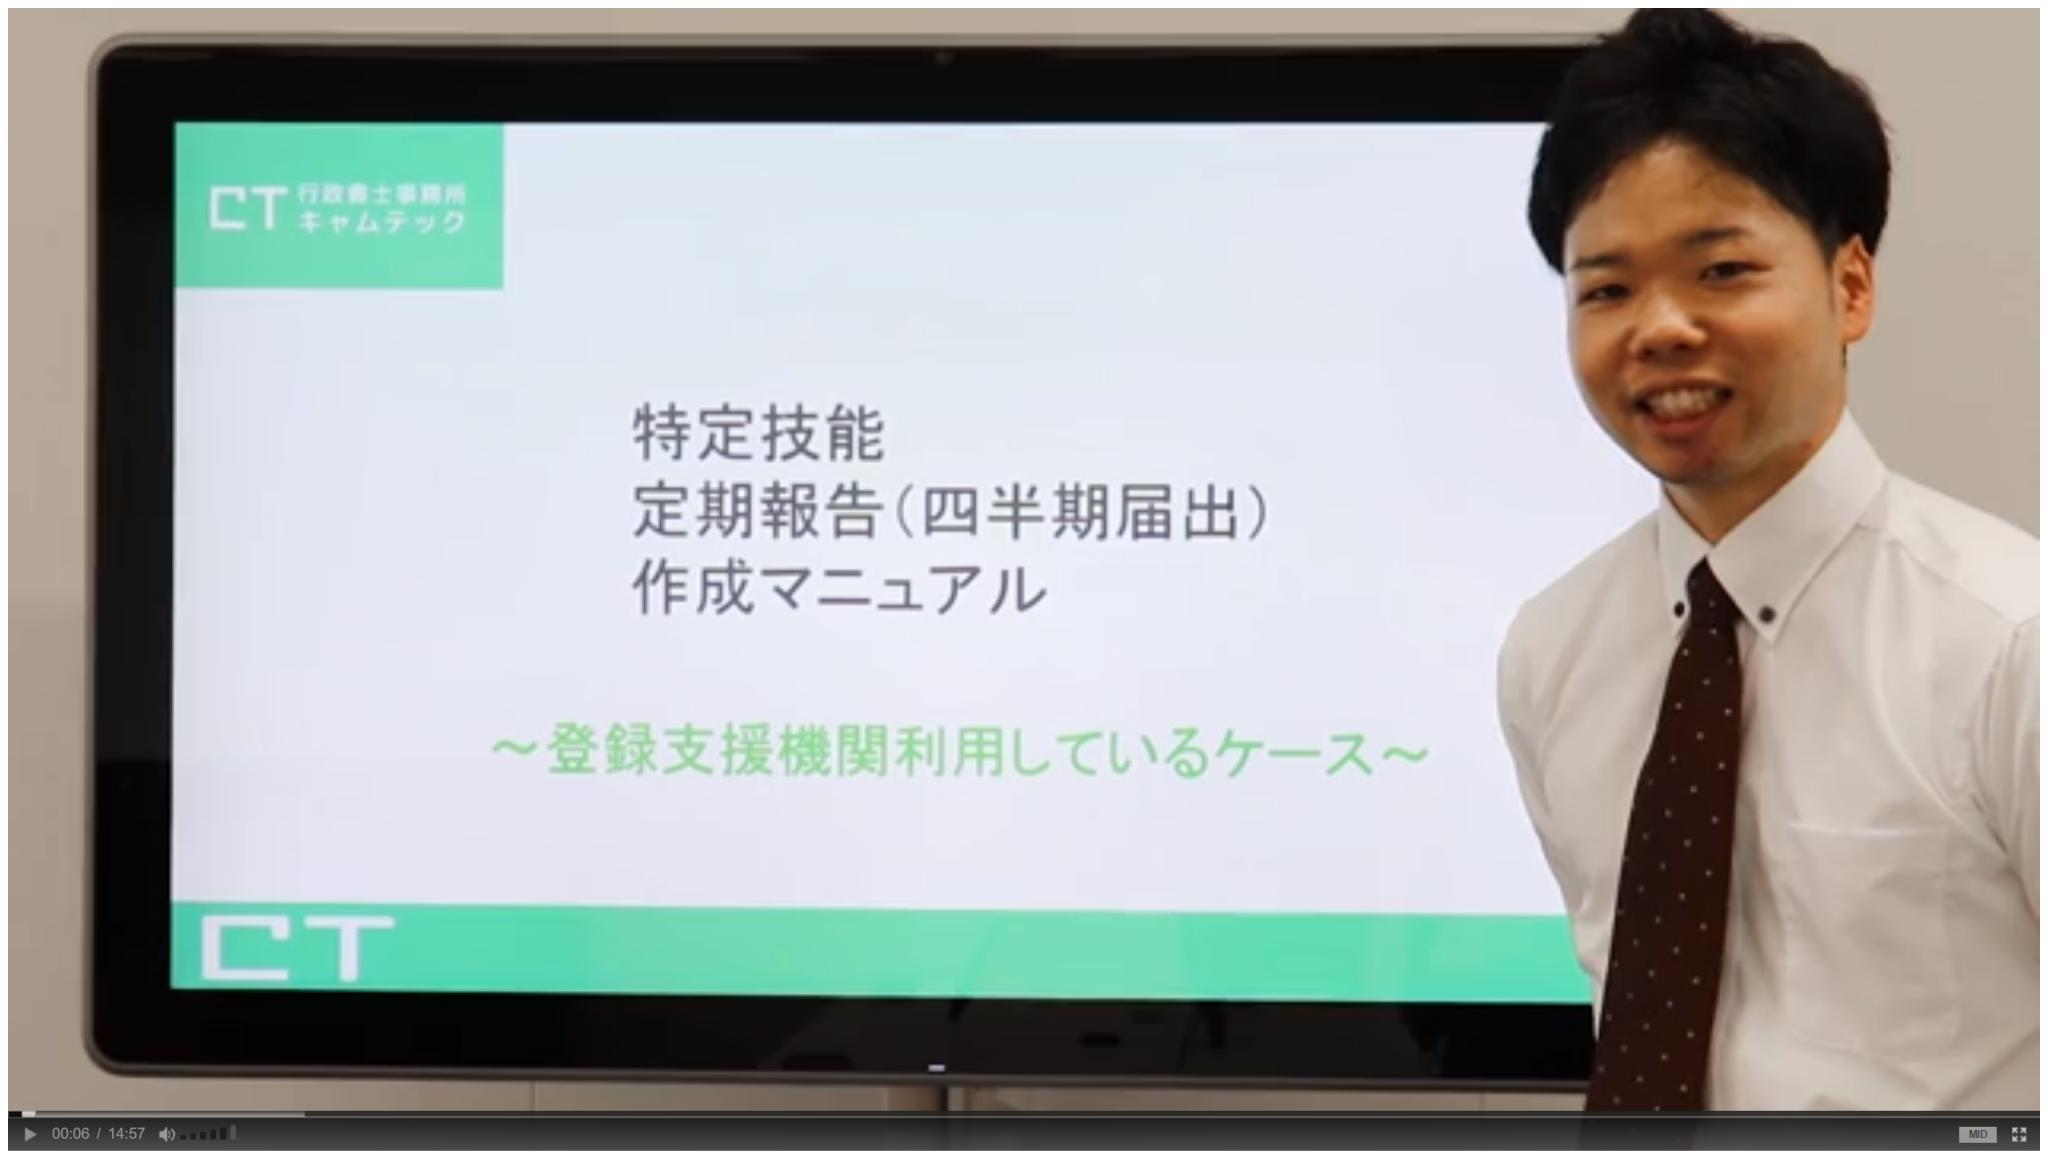 CT 行政書士事務所
キャムテック
特定技能
定期報告（四半期届出）
作成マニュアル
～登録支援機関利用しているケース～
CT
00:06 / 14:57
MID